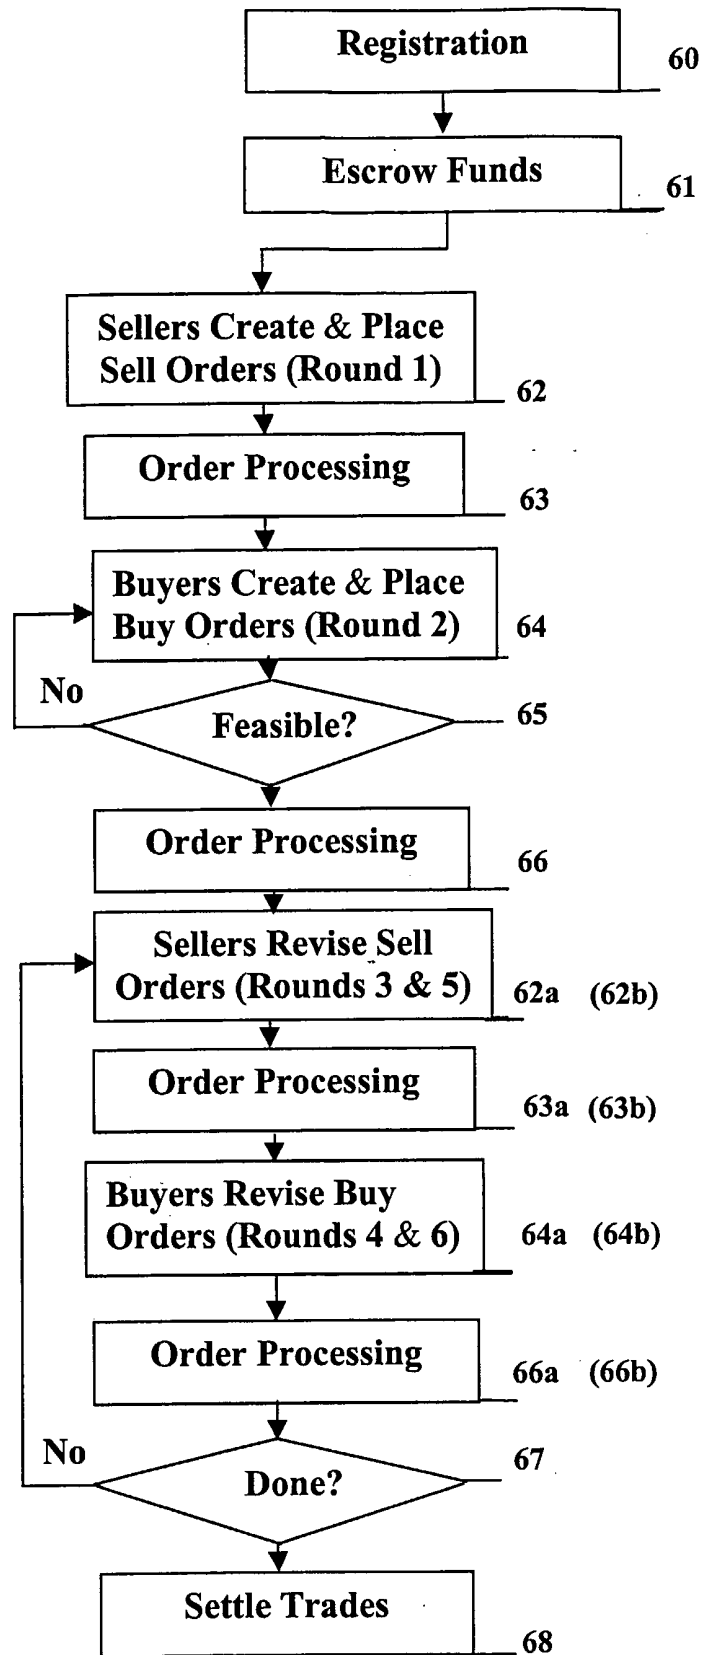 Registration
60
Escrow Funds
61
Sellers Create & Place
Sell Orders (Round 1)
62
Order Processing
63
Buyers Create & Place
Buy Orders (Round 2)
64
No
Feasible?
65
Order Processing
66
Sellers Revise Sell
Orders (Rounds 3 & 5)
62a (62b)
Order Processing
63a (63b)
Buyers Revise Buy
Orders (Rounds 4 & 6)
64a (64b)
Order Processing
66a (66b)
No
Done?
67
Settle Trades
68